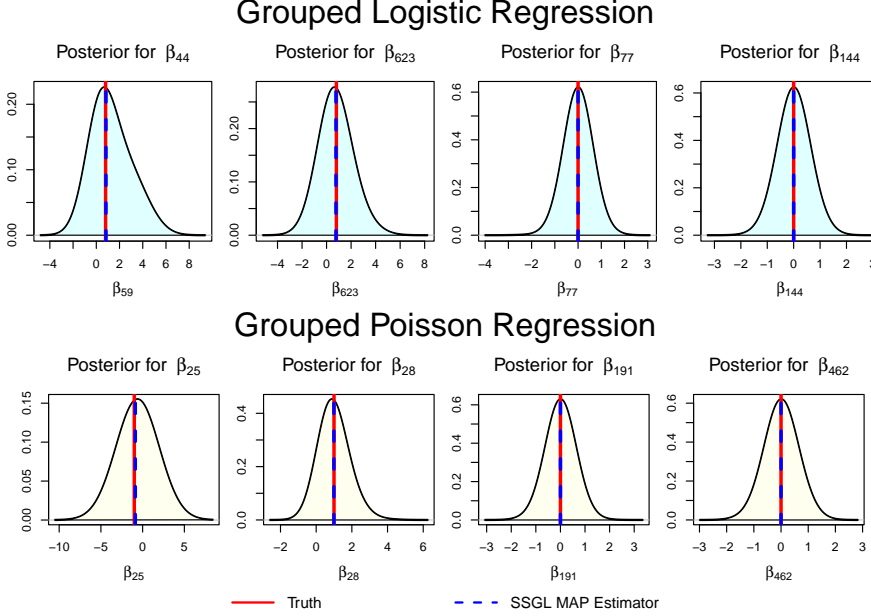 Grouped Logistic Regression
Posterior for β44 Posterior for β623 Posterior for β77 Posterior for β144
0.00 0.10 0.20 0.00 0.10 0.20 0.0 0.2 0.4 0.6 0.0 0.2 0.4 0.6
−4 0 2 4 6 8 −4 0 2 4 6 8 −4 −2 0 1 2 3 −3 −2 −1 0 1 2 3
β59 β623 β77 β144
Grouped Poisson Regression
Posterior for β25 Posterior for β28 Posterior for β191 Posterior for β462
0.00 0.05 0.10 0.15 0.0 0.2 0.4 0.0 0.2 0.4 0.6 0.0 0.2 0.4 0.6
−10 −5 0 5 −2 0 2 4 6 −3 −2 −1 0 1 2 3 −3 −2 −1 0 1 2 3
β25 β28 β191 β462
Truth SSGL MAP Estimator